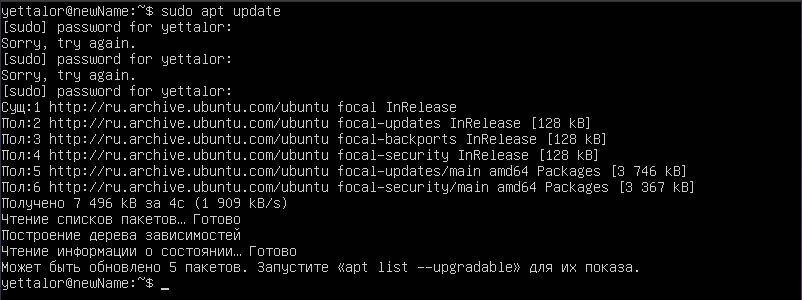 yettalor@newName:~$ sudo apt update
[sudo] password for yettalor:
Sorry, try again.
[sudo] password for yettalor:
Sorry, try again.
[sudo] password for yettalor:
Сущ:1 http://ru.archive.ubuntu.com/ubuntu focal InRelease
Пол:2 http://ru.archive.ubuntu.com/ubuntu focal-updates InRelease [128 kB]
Пол:3 http://ru.archive.ubuntu.com/ubuntu focal-backports InRelease [128 kB]
Пол:4 http://ru.archive.ubuntu.com/ubuntu focal-security InRelease [128 kB]
Пол:5 http://ru.archive.ubuntu.com/ubuntu focal-updates/main amd64 Packages [3 746 kB]
Пол:6 http://ru.archive.ubuntu.com/ubuntu focal-security/main amd64 Packages [3 367 kB]
Получено 7 496 kB за 4с (1 909 kB/s)
Чтение списков пакетов… Готово
Построение дерева зависимостей
Чтение информации о состоянии… Готово
Может быть обновлено 5 пакетов. Запустите «apt list --upgradable» для их показа.
yettalor@newName:~$ _